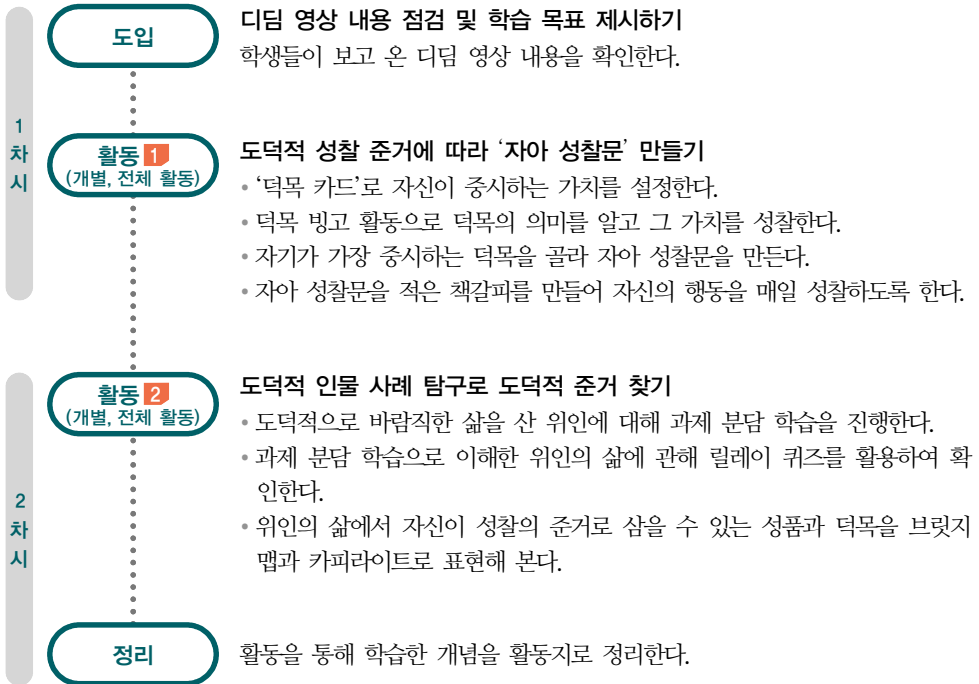 1
차
시
도입
디딤 영상 내용 점검 및 학습 목표 제시하기
학생들이 보고 온 디딤 영상 내용을 확인한다.
활동 1
(개별, 전체 활동)
도덕적 성찰 준거에 따라 '자아 성찰문' 만들기
• '덕목 카드'로 자신이 중시하는 가치를 설정한다.
• 덕목 빙고 활동으로 덕목의 의미를 알고 그 가치를 성찰한다.
• 자기가 가장 중시하는 덕목을 골라 자아 성찰문을 만든다.
• 자아 성찰문을 적은 책갈피를 만들어 자신의 행동을 매일 성찰하도록 한다.
2
차
시
활동 2
(개별, 전체 활동)
도덕적 인물 사례 탐구로 도덕적 준거 찾기
• 도덕적으로 바람직한 삶을 산 위인에 대해 과제 분담 학습을 진행한다.
• 과제 분담 학습으로 이해한 위인의 삶에 관해 릴레이 퀴즈를 활용하여 확
인한다.
• 위인의 삶에서 자신이 성찰의 준거로 삼을 수 있는 성품과 덕목을 브릿지
맵과 카피라이트로 표현해 본다.
정리
활동을 통해 학습한 개념을 활동지로 정리한다.